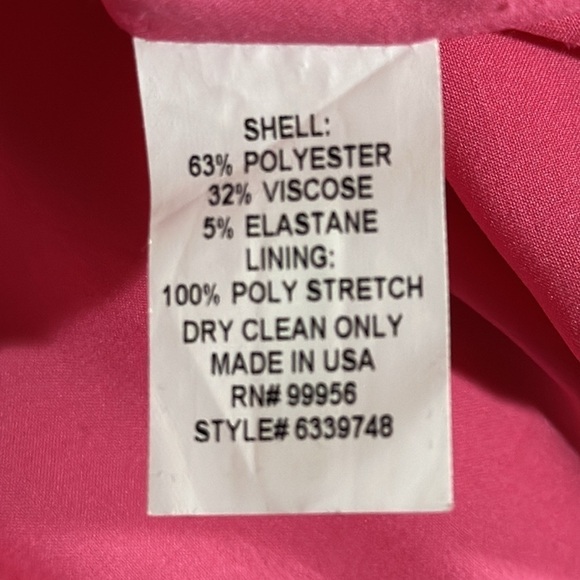 SHELL:
63% POLYESTER
32% VISCOSE
5% ELASTANE
LINING:
100% POLY STRETCH
DRY CLEAN ONLY
MADE IN USA
RN# 99956
STYLE# 6339748